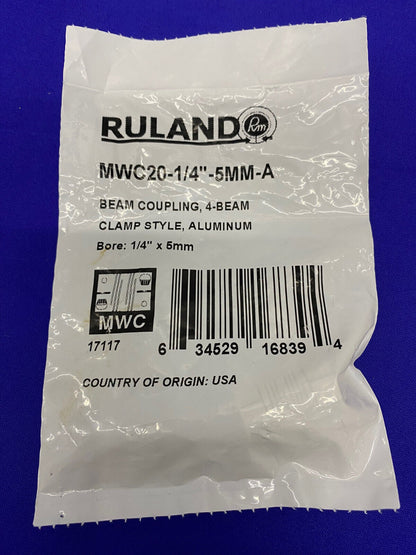 RULAND
MWC20-1/4"-5MM-A
BEAM COUPLING, 4-BEAM
CLAMP STYLE, ALUMINUM
Bore: 1/4" x 5mm
MWC
17117
6 34529 16839 4
COUNTRY OF ORIGIN: USA